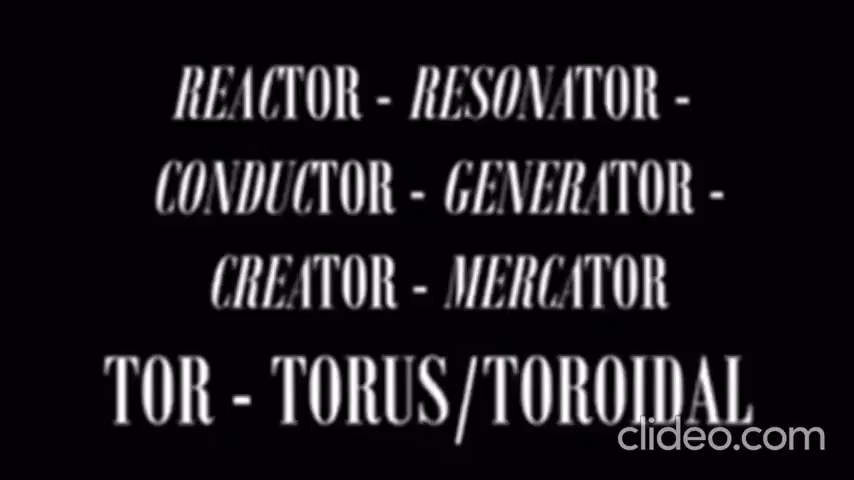 REACTOR - RESONATOR -
CONDUCTOR - GENERATOR -
CREATOR - MERCATOR
TOR - TORUS/TOROIDAL
clideo.com